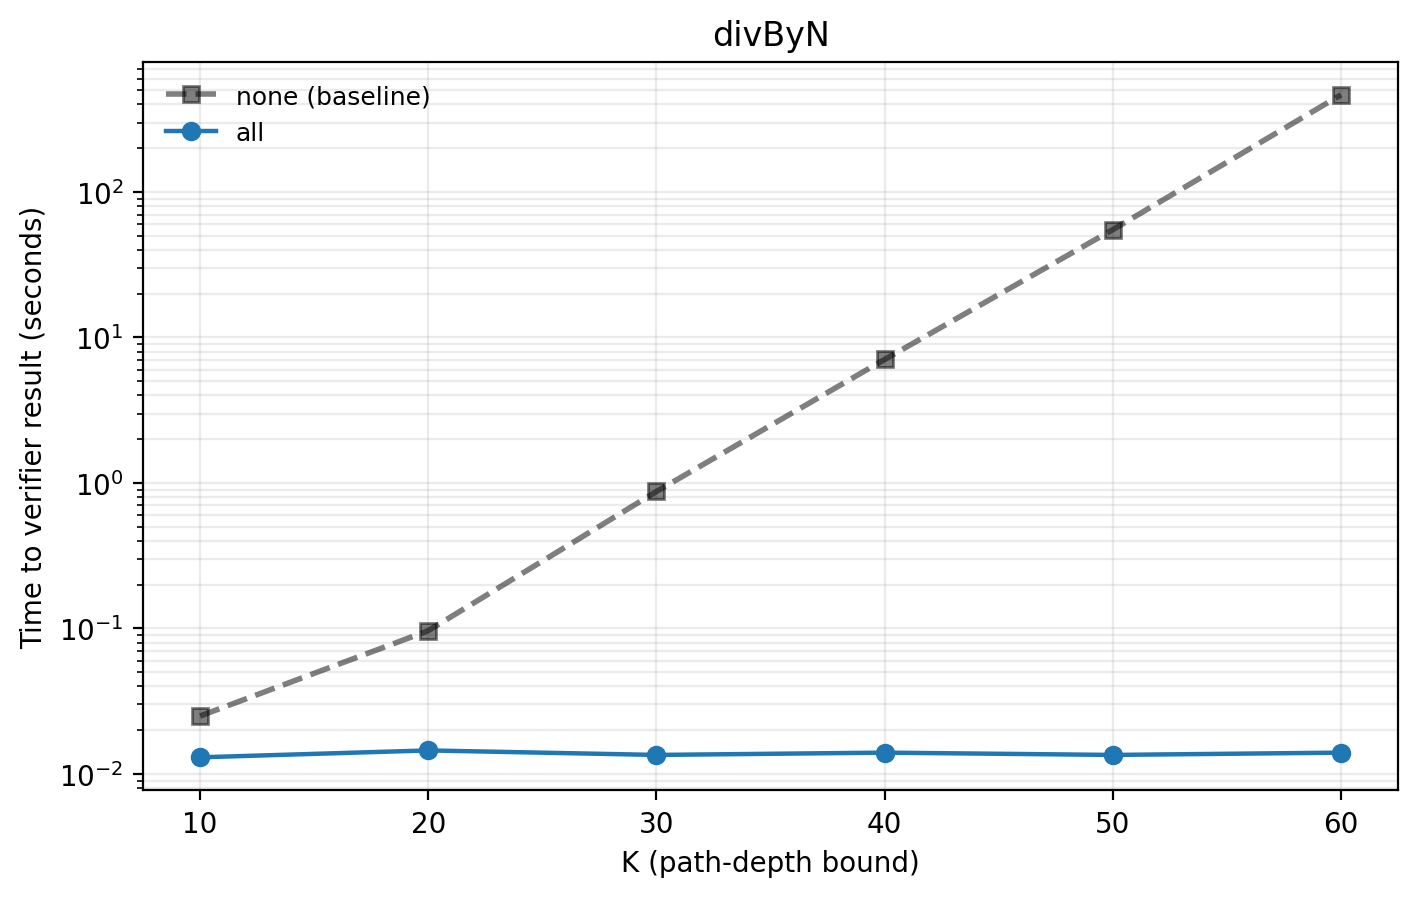 divByN
none (baseline)
all
Time to verifier result (seconds)
10²
10¹
10⁰
10⁻¹
10⁻²
10 20 30 40 50 60
K (path-depth bound)